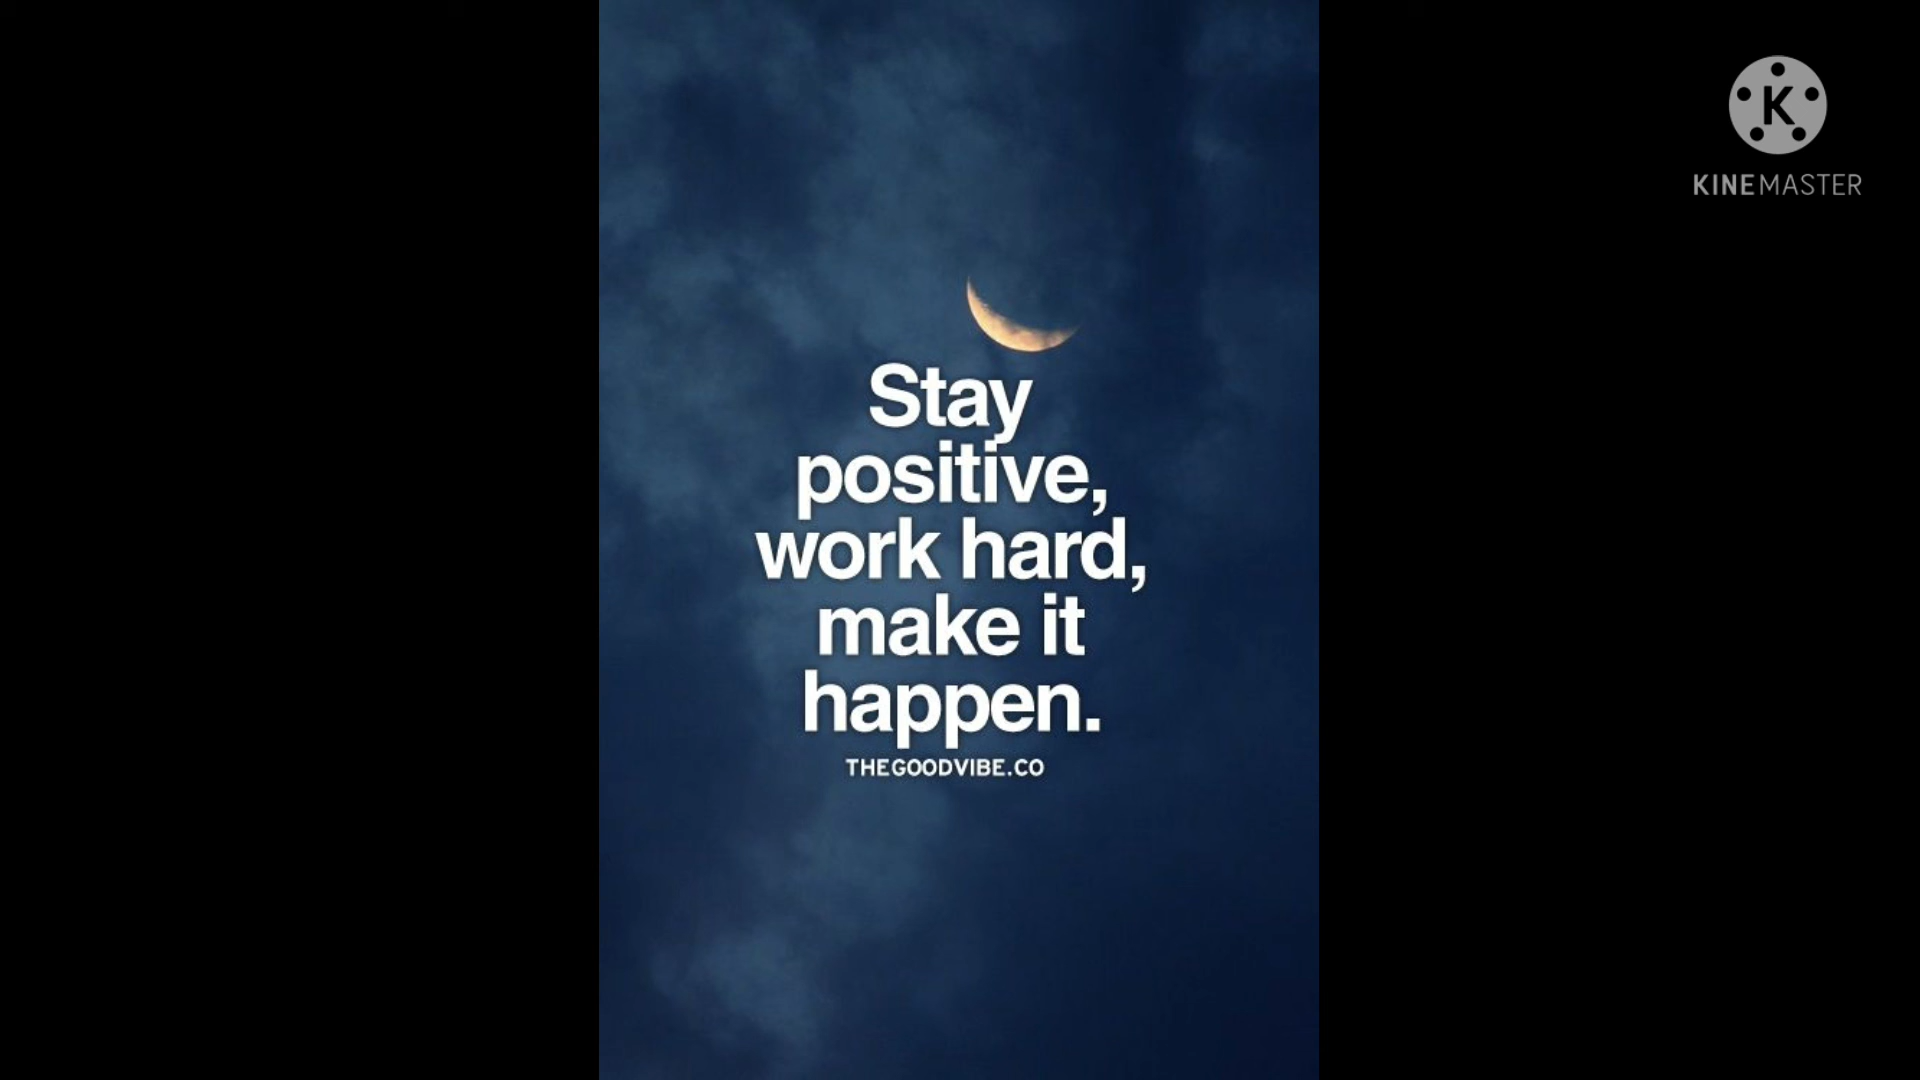 Stay
positive,
work hard,
make it
happen.
THEGOODVIBE.CO
K
KINEMASTER